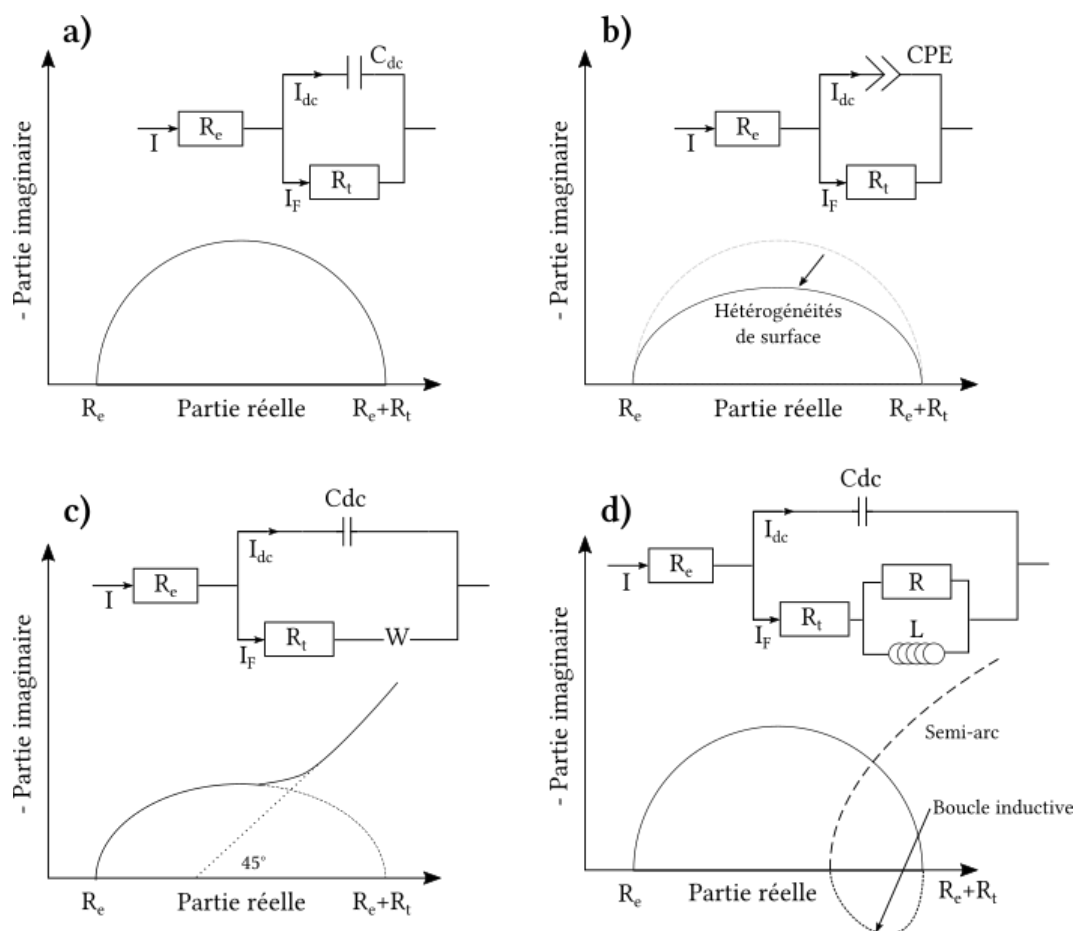 a)
C_dc
I_dc
I
R_e
R_t
I_F
- Partie imaginaire
R_e
Partie réelle
R_e+R_t
b)
CPE
I_dc
I
R_e
R_t
I_F
- Partie imaginaire
Hétérogénéités
de surface
R_e
Partie réelle
R_e+R_t
c)
Cdc
I_dc
I
R_e
R_t
W
I_F
- Partie imaginaire
45°
R_e
Partie réelle
R_e+R_t
d)
Cdc
I_dc
I
R_e
R
R_t
L
I_F
- Partie imaginaire
Semi-arc
Boucle inductive
R_e
Partie réelle
R_e+R_t